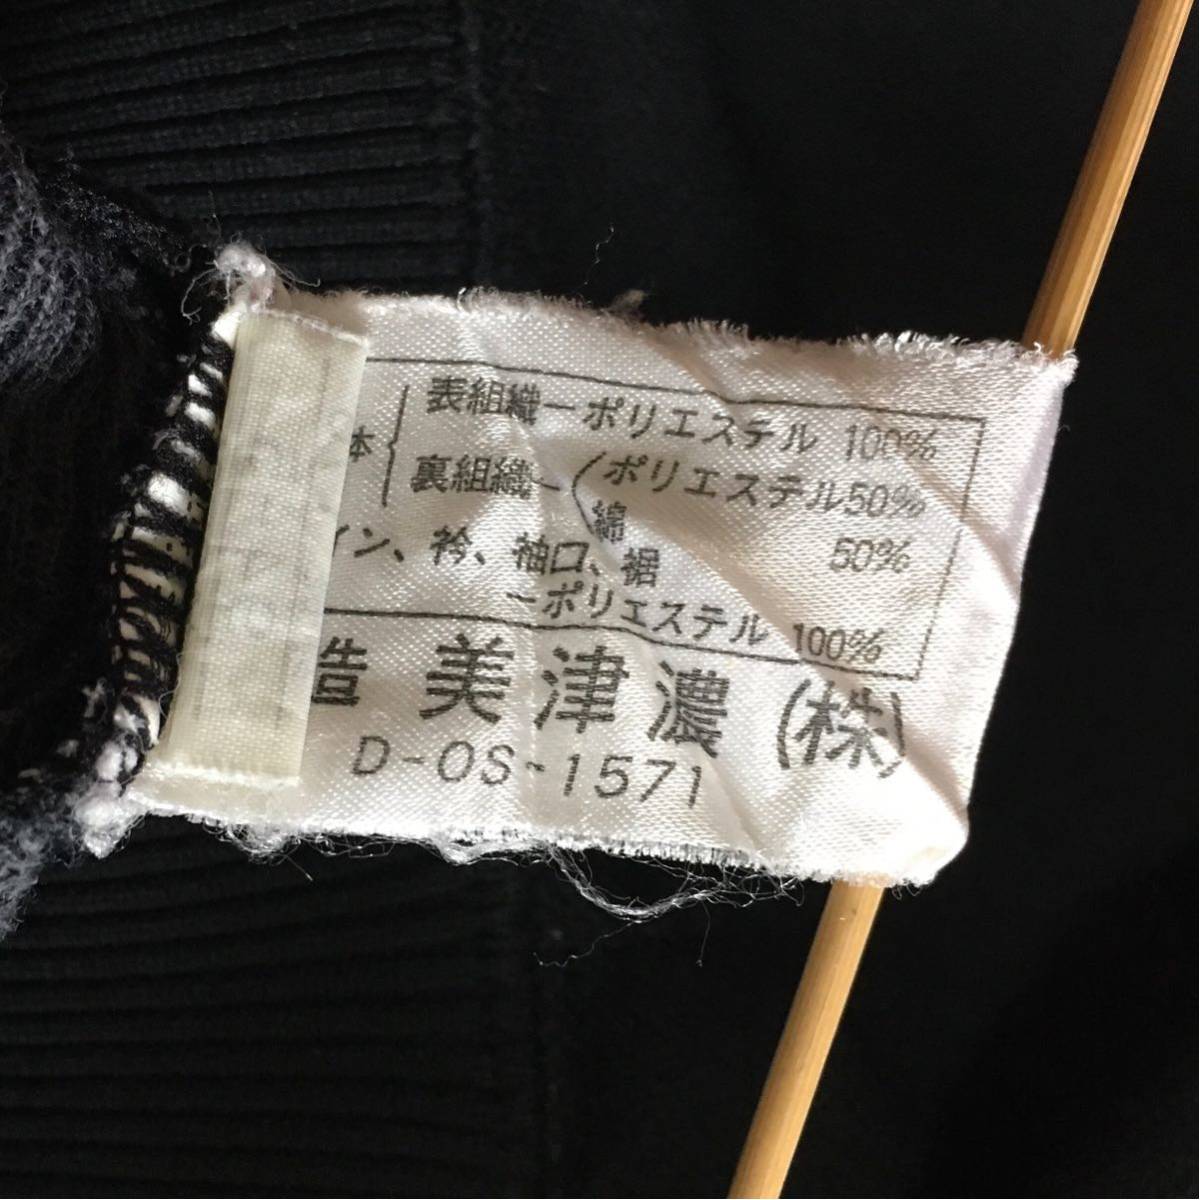 表組織ーポリエステル 100%
本
裏組織ーポリエステル50%
綿 50%
イン、衿、袖口、裾
ーポリエステル 100%
造 美津濃(株)
D-OS-1571